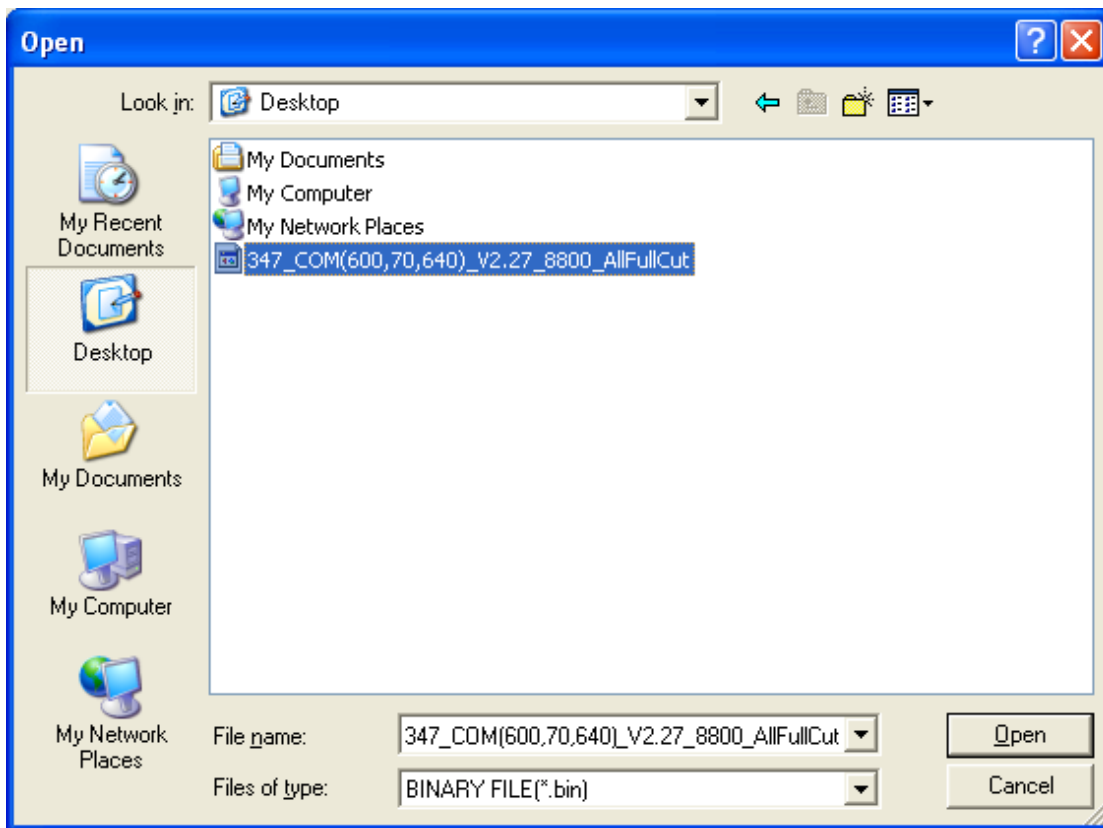 Open
Look in:
Desktop
My Documents
My Computer
My Network Places
347_COM(600,70,640)_V2.27_8800_AllFullCut
My Recent
Documents
Desktop
My Documents
My Computer
My Network
Places
File name:
347_COM(600,70,640)_V2.27_8800_AllFullCut
Open
Files of type:
BINARY FILE(*.bin)
Cancel